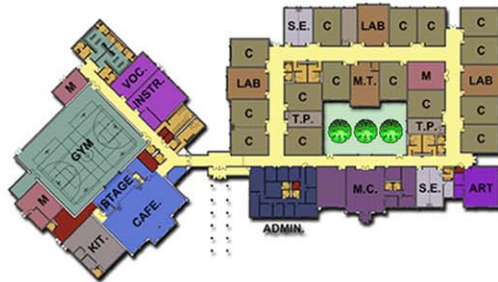 S.E.
C
C
LAB
C
C
C
C
VOC.
INSTR.
M
LAB
C
M.T.
C
M
LAB
C
C
C
C
GYM
T.P.
T.P.
C
C
M
STAGE
CAFE.
KIT.
M.C.
S.E.
ART
ADMIN.